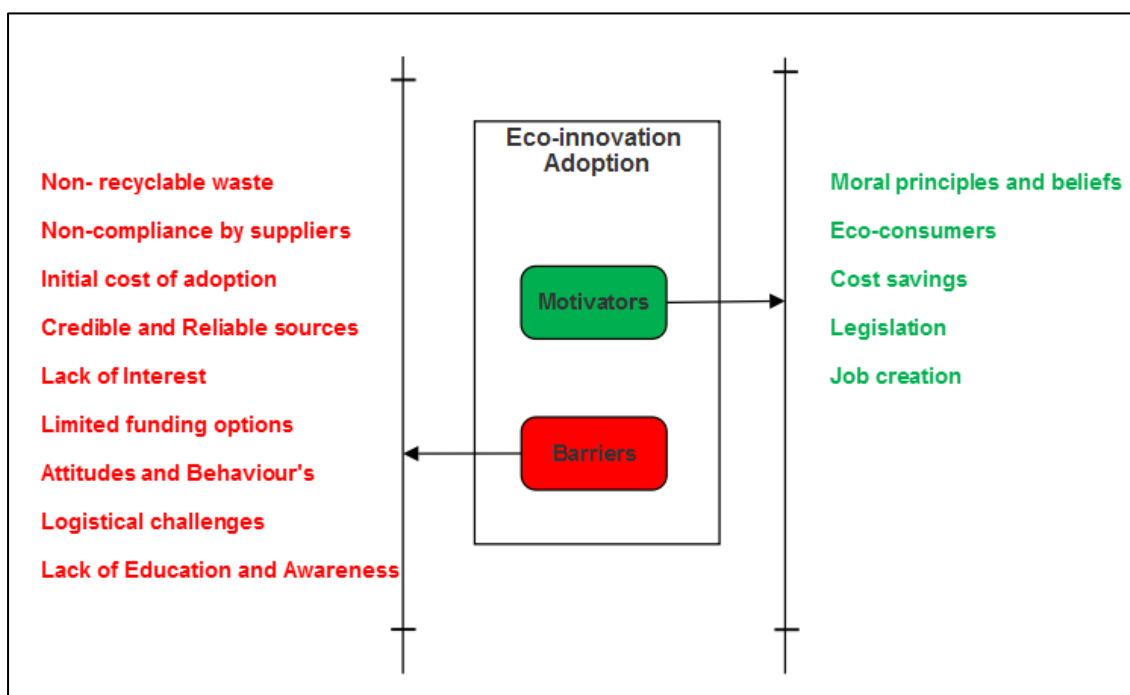 Eco-innovation
Adoption
Non- recyclable waste
Non-compliance by suppliers
Initial cost of adoption
Credible and Reliable sources
Lack of Interest
Limited funding options
Attitudes and Behaviour's
Logistical challenges
Lack of Education and Awareness
Motivators
Barriers
Moral principles and beliefs
Eco-consumers
Cost savings
Legislation
Job creation